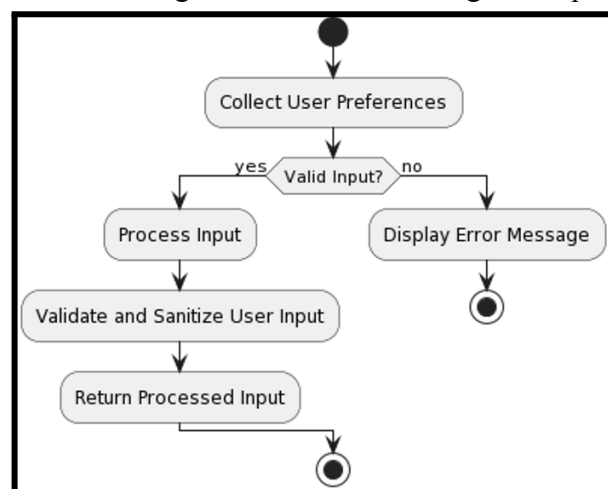 Collect User Preferences
yes
Valid Input?
no
Process Input
Display Error Message
Validate and Sanitize User Input
Return Processed Input